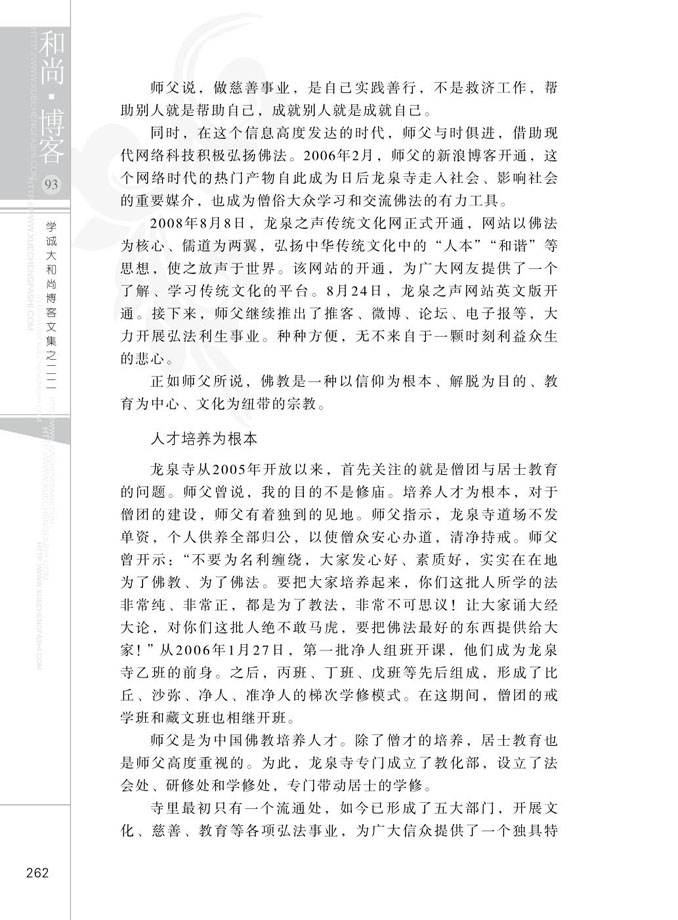 和尚·博客
93
学诚大和尚博客文集之二二
师父说，做慈善事业，是自己实践善行，不是救济工作，帮
助别人就是帮助自己，成就别人就是成就自己。
同时，在这个信息高度发达的时代，师父与时俱进，借助现
代网络科技积极弘扬佛法。2006年2月，师父的新浪博客开通，这
个网络时代的热门产物自此成为日后龙泉寺走入社会、影响社会
的重要媒介，也成为僧俗大众学习和交流佛法的有力工具。
2008年8月8日，龙泉之声传统文化网正式开通，网站以佛法
为核心、儒道为两翼，弘扬中华传统文化中的“人本”“和谐”等
思想，使之放声于世界。该网站的开通，为广大网友提供了一个
了解、学习传统文化的平台。8月24日，龙泉之声网站英文版开
通。接下来，师父继续推出了推客、微博、论坛、电子报等，大
力开展弘法利生事业。种种方便，无不来自于一颗时刻利益众生
的悲心。
正如师父所说，佛教是一种以信仰为根本、解脱为目的、教
育为中心、文化为纽带的宗教。
人才培养为根本
龙泉寺从2005年开放以来，首先关注的就是僧团与居士教育
的问题。师父曾说，我的目的不是修庙。培养人才为根本，对于
僧团的建设，师父有着独到的见地。师父指示，龙泉寺道场不发
单资，个人供养全部归公，以使僧众安心办道，清净持戒。师父
曾开示：“不要为名利缠绕，大家发心好、素质好，实实在在地
为了佛教、为了佛法。要把大家培养起来，你们这批人所学的法
非常纯、非常正，都是为了教法，非常不可思议！让大家诵大经
大论，对你们这批人绝不敢马虎，要把佛法最好的东西提供给大
家！”从2006年1月27日，第一批净人组班开课，他们成为龙泉
寺乙班的前身。之后，丙班、丁班、戊班等先后组成，形成了比
丘、沙弥、净人、准净人的梯次学修模式。在这期间，僧团的戒
学班和藏文班也相继开班。
师父是为中国佛教培养人才。除了僧才的培养，居士教育也
是师父高度重视的。为此，龙泉寺专门成立了教化部，设立了法
会处、研修处和学修处，专门带动居士的学修。
寺里最初只有一个流通处，如今已形成了五大部门，开展文
化、慈善、教育等各项弘法事业，为广大信众提供了一个独具特
262